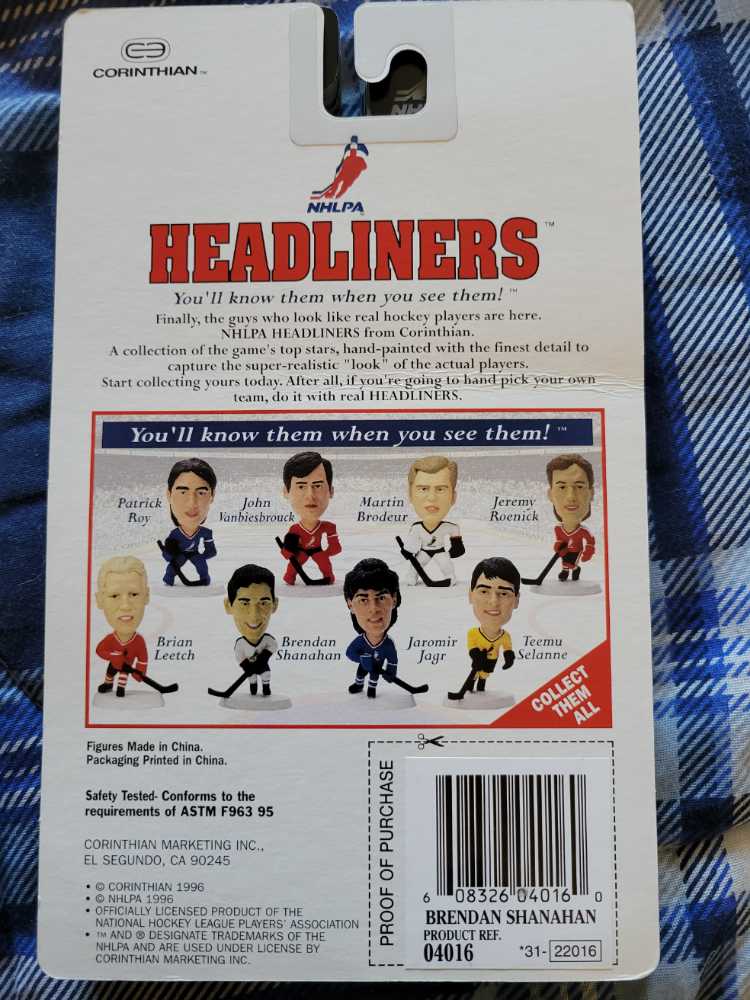 CORINTHIAN™
NH
NHLPA
HEADLINERS™
You'll know them when you see them! ™
Finally, the guys who look like real hockey players are here.
NHLPA HEADLINERS from Corinthian.
A collection of the game's top stars, hand-painted with the finest detail to
capture the super-realistic "look" of the actual players.
Start collecting yours today. After all, if you're going to hand pick your own
team, do it with real HEADLINERS.
You'll know them when you see them! ™
Patrick
Roy
John
Vanbiesbrouck
Martin
Brodeur
Jeremy
Roenick
Brian
Leetch
Brendan
Shanahan
Jaromir
Jagr
Teemu
Selanne
COLLECT
THEM
ALL
Figures Made in China.
Packaging Printed in China.
Safety Tested- Conforms to the
requirements of ASTM F963 95
CORINTHIAN MARKETING INC.,
EL SEGUNDO, CA 90245
• © CORINTHIAN 1996
• © NHLPA 1996
• OFFICIALLY LICENSED PRODUCT OF THE
NATIONAL HOCKEY LEAGUE PLAYERS' ASSOCIATION
• ™ AND ® DESIGNATE TRADEMARKS OF THE
NHLPA AND ARE USED UNDER LICENSE BY
CORINTHIAN MARKETING INC.
PROOF OF PURCHASE
6 08326 04016 0
BRENDAN SHANAHAN
PRODUCT REF.
04016 *31- 22016